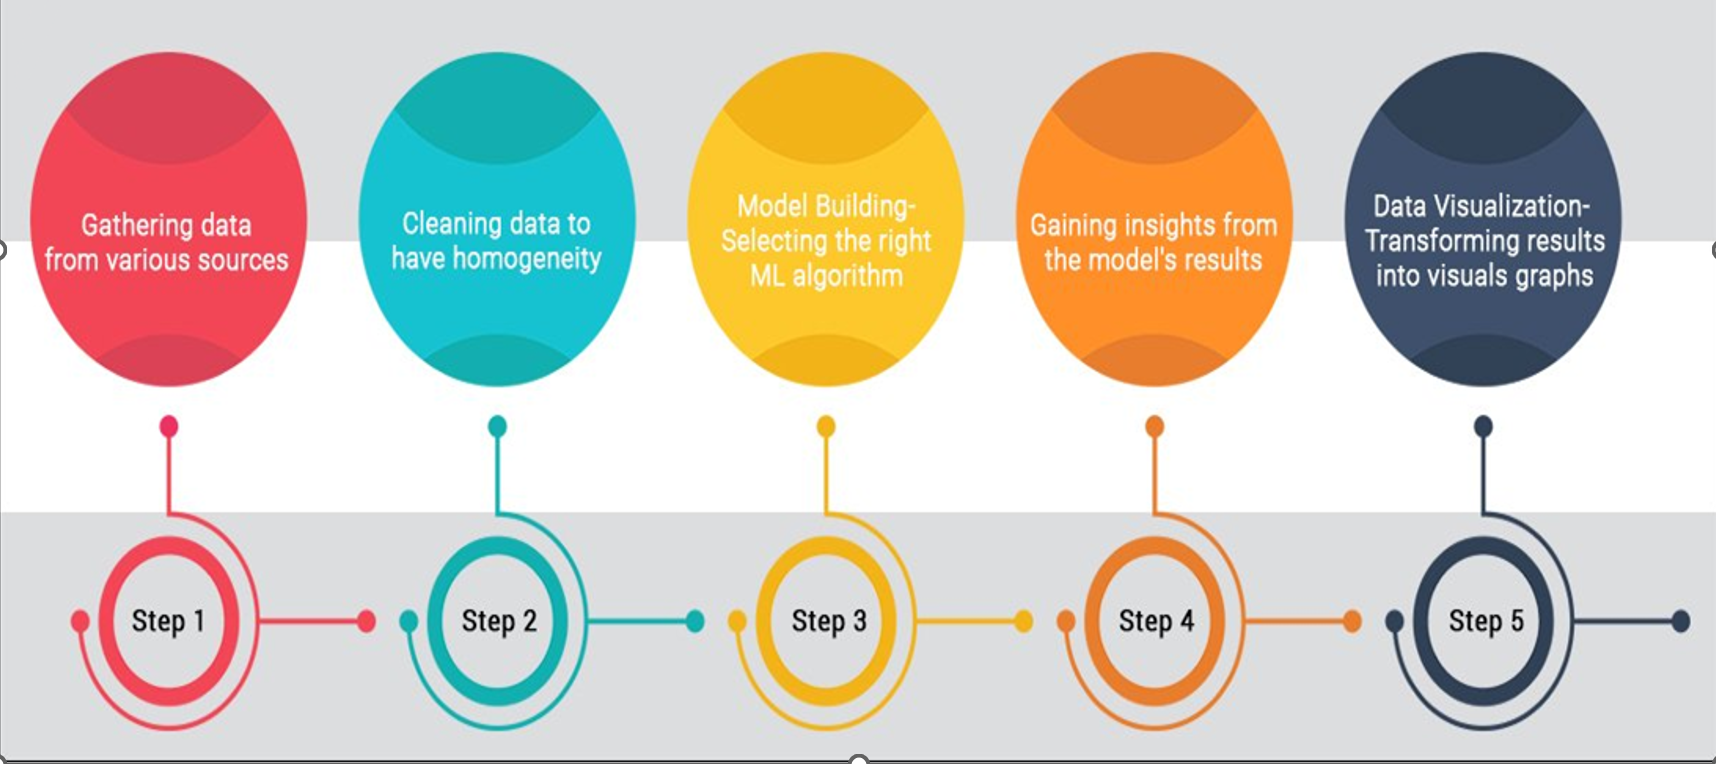 Gathering data
from various sources
Cleaning data to
have homogeneity
Model Building-
Selecting the right
ML algorithm
Gaining insights from
the model's results
Data Visualization-
Transforming results
into visuals graphs
Step 1
Step 2
Step 3
Step 4
Step 5